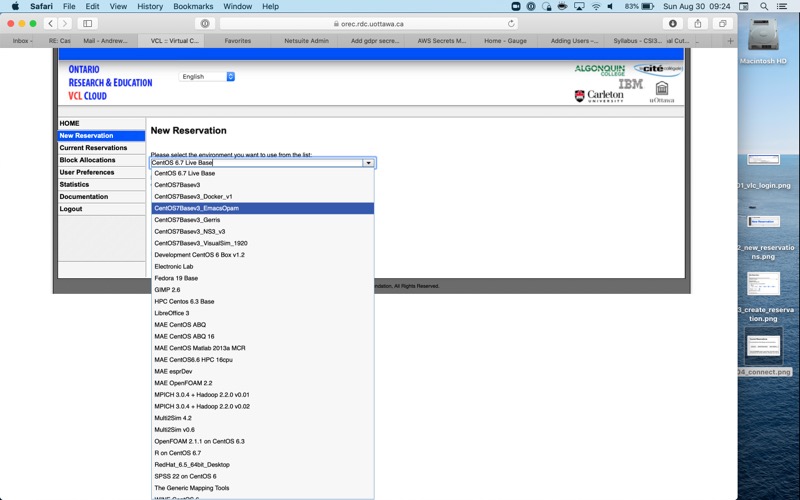 Safari File Edit View History Bookmarks Window Help
83% Sun Aug 30 09:24
orec.rdc.uottawa.ca
Inbox - RE: Cas Mail - Andrew... VCL :: Virtual C... Favorites Netsuite Admin Add gdpr secre... AWS Secrets M... Home - Gauge Adding Users –... Syllabus - CSI3... al Cut...
Macintosh HD
ONTARIO
RESEARCH & EDUCATION
VCL CLOUD
English
ALGONQUIN
COLLEGE
la cité collégiale
IBM
Carleton
UNIVERSITY
uOttawa
HOME
New Reservation
Current Reservations
Block Allocations
User Preferences
Statistics
Documentation
Logout
New Reservation
Please select the environment you want to use from the list:
CentOS 6.7 Live Base
CentOS 6.7 Live Base
CentOS7Basev3
CentOS7Basev3_Docker_v1
CentOS7Basev3_EmacsOpam
CentOS7Basev3_Gerris
CentOS7Basev3_NS3_v3
CentOS7Basev3_VisualSim_1920
Development CentOS 6 Box v1.2
Electronic Lab
Fedora 19 Base
GIMP 2.6
HPC Centos 6.3 Base
LibreOffice 3
MAE CentOS ABQ
MAE CentOS ABQ 16
MAE CentOS Matlab 2013a MCR
MAE CentOS6.6 HPC 16cpu
MAE esprDev
MAE OpenFOAM 2.2
MPICH 3.0.4 + Hadoop 2.2.0 v0.01
MPICH 3.0.4 + Hadoop 2.2.0 v0.02
Multi2Sim 4.2
Multi2Sim v0.6
OpenFOAM 2.1.1 on CentOS 6.3
R on CentOS 6.7
RedHat_6.5_64bit_Desktop
SPSS 22 on CentOS 6
The Generic Mapping Tools
ndation, All Rights Reserved.
01_vlc_login.png
2_new_reservatio
ns.png
3_create_reserva
tion.png
04_connect.png